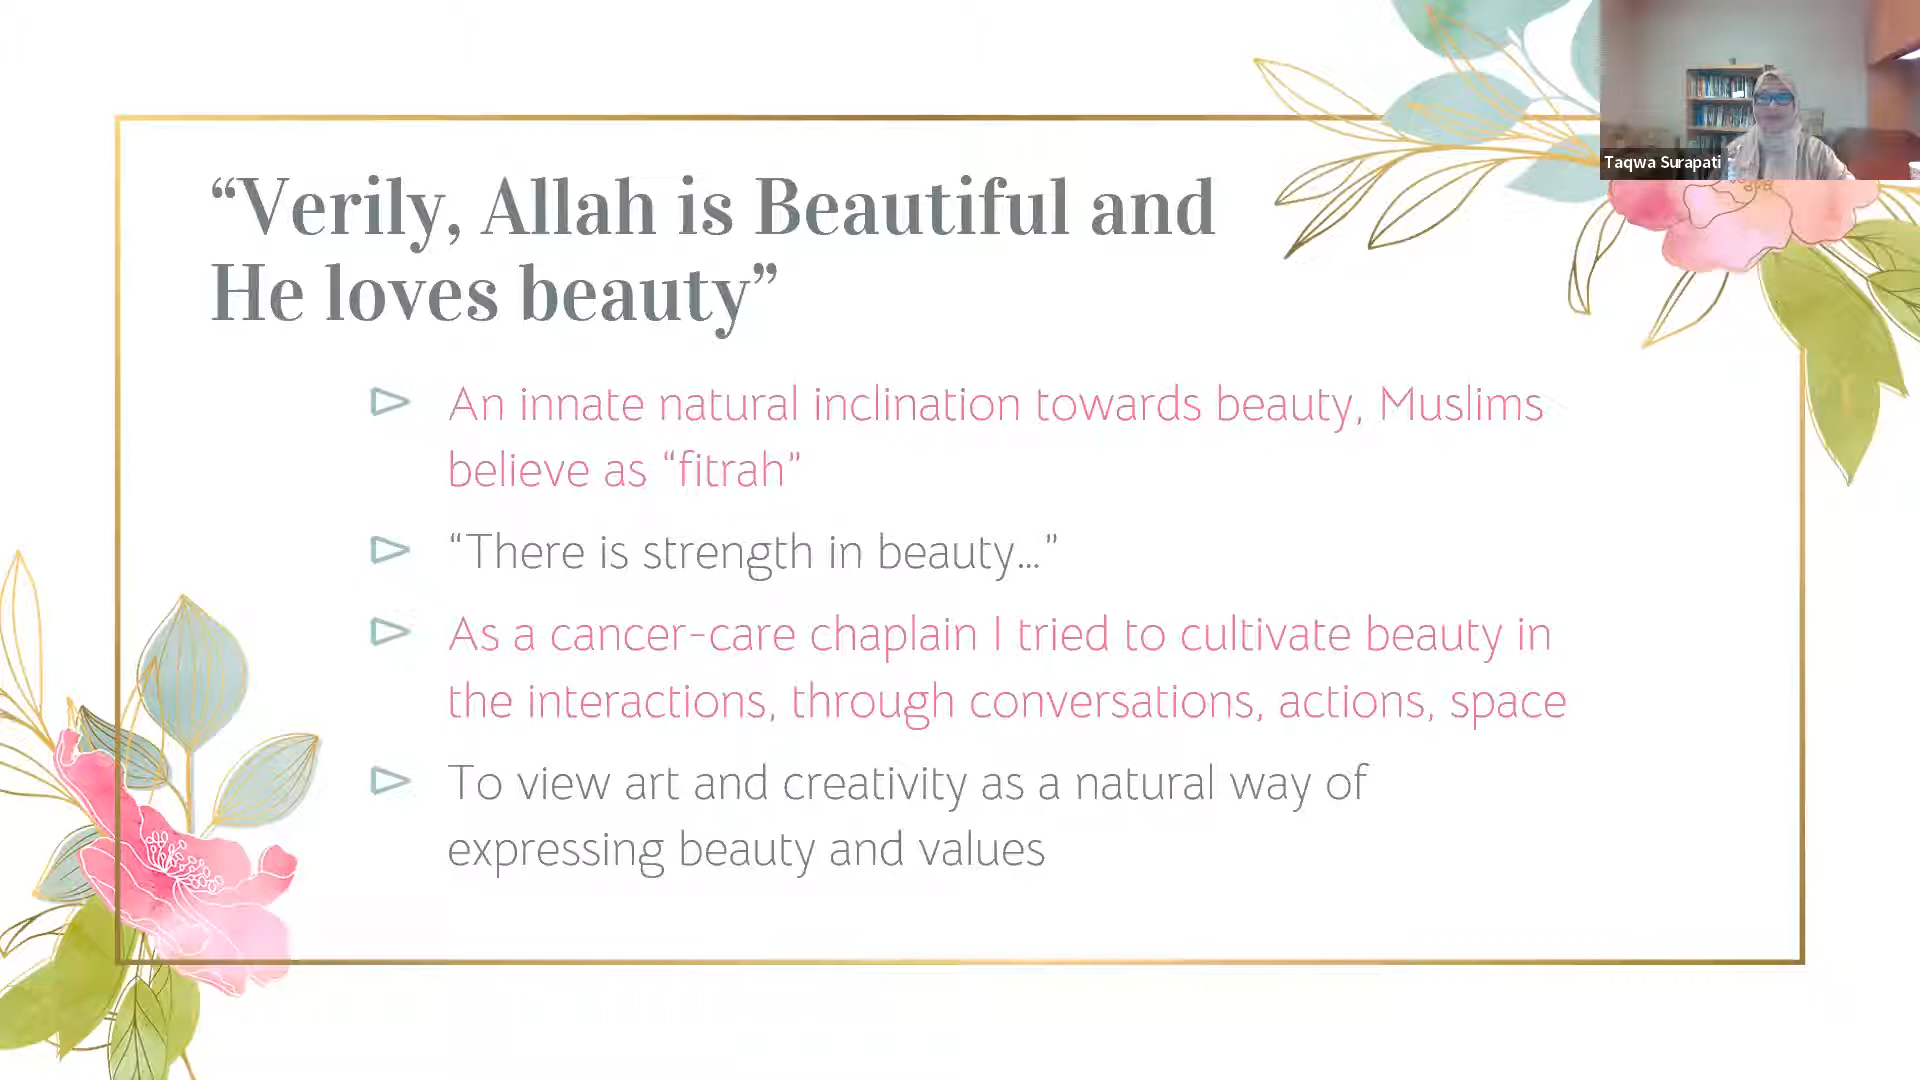 “Verily, Allah is Beautiful and
He loves beauty”
An innate natural inclination towards beauty, Muslims
believe as “fitrah”
“There is strength in beauty…”
As a cancer-care chaplain I tried to cultivate beauty in
the interactions, through conversations, actions, space
To view art and creativity as a natural way of
expressing beauty and values
Taqwa Surapati